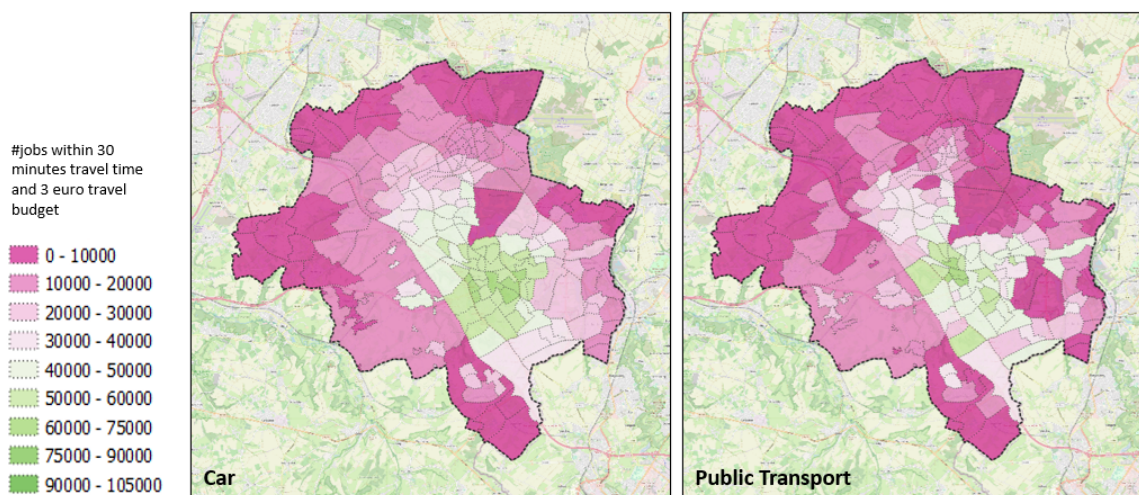 #jobs within 30
minutes travel time
and 3 euro travel
budget
0 - 10000
10000 - 20000
20000 - 30000
30000 - 40000
40000 - 50000
50000 - 60000
60000 - 75000
75000 - 90000
90000 - 105000
Car
Public Transport